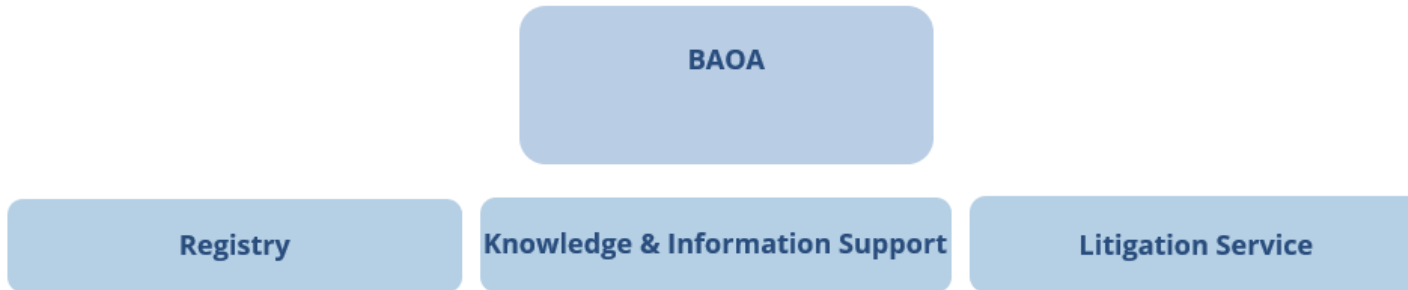 BAOA
Registry
Knowledge & Information Support
Litigation Service